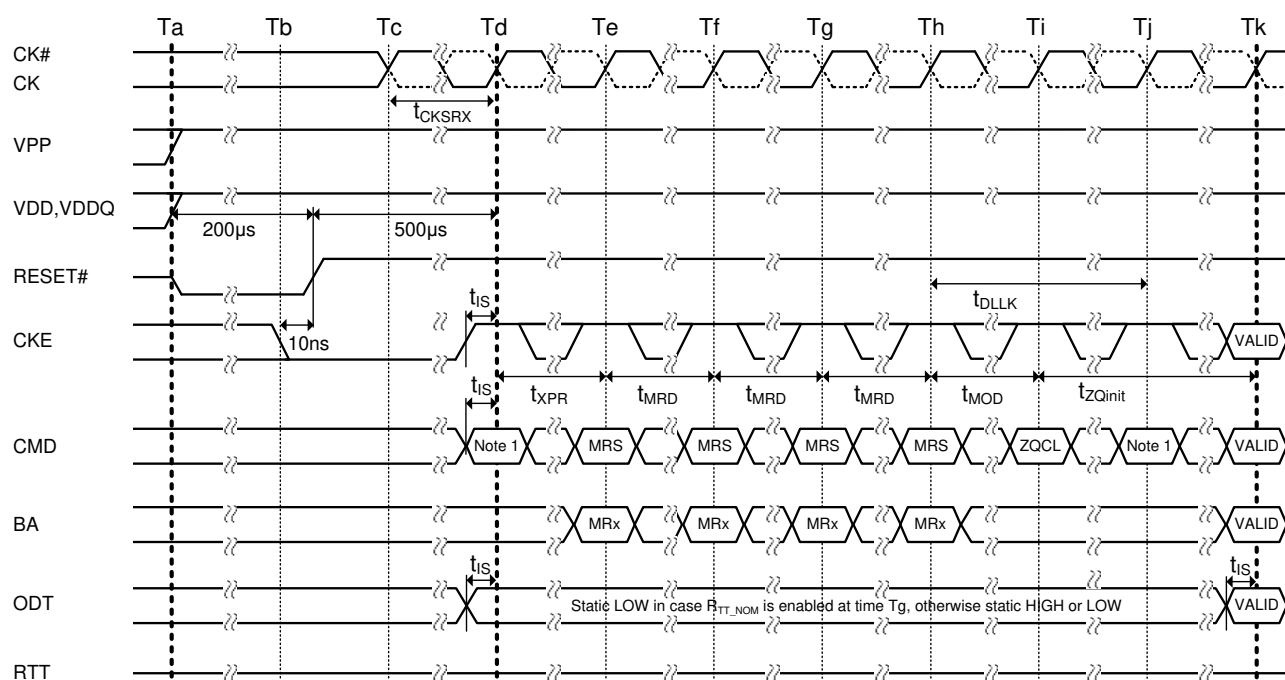 Ta Tb Tc Td Te Tf Tg Th Ti Tj Tk
CK#
CK
tCKSRX
VPP
VDD,VDDQ
200µs 500µs
RESET#
tIS tDLLK
CKE 10ns VALID
tIS tXPR tMRD tMRD tMRD tMOD tZQinit
CMD Note 1 MRS MRS MRS MRS ZQCL Note 1 VALID
BA MRx MRx MRx MRx VALID
tIS tIS
ODT Static LOW in case RTT_NOM is enabled at time Tg, otherwise static HIGH or LOW VALID
RTT